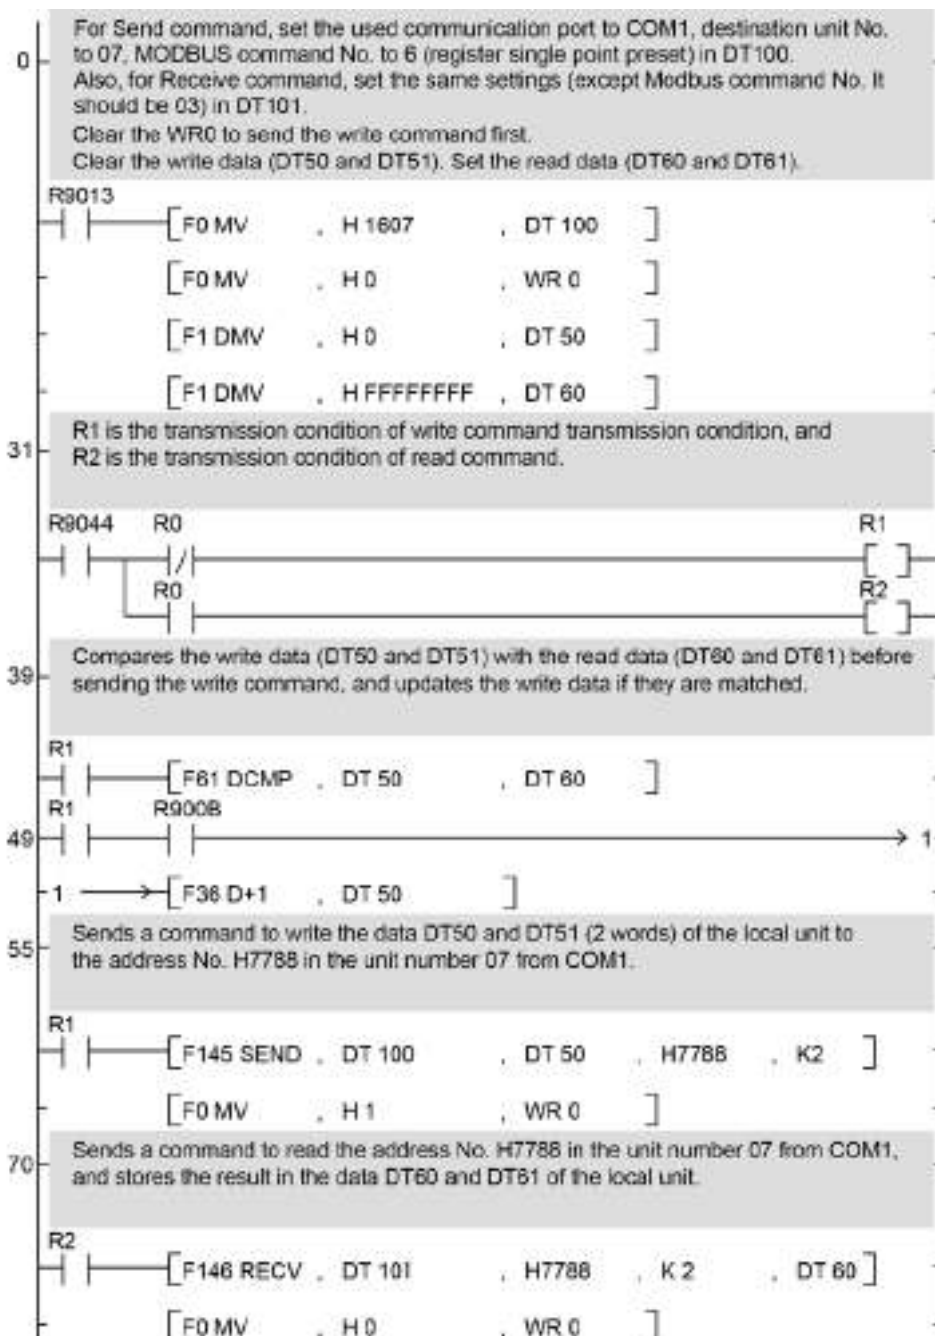 For Send command, set the used communication port to COM1, destination unit No.
0 to 07, MODBUS command No. to 6 (register single point preset) in DT100.
Also, for Receive command, set the same settings (except Modbus command No. It
should be 03) in DT101.
Clear the WR0 to send the write command first.
Clear the write data (DT50 and DT51). Set the read data (DT60 and DT61).
R9013
[F0 MV , H 1607 , DT 100 ]
[F0 MV , H 0 , WR 0 ]
[F1 DMV , H 0 , DT 50 ]
[F1 DMV , H FFFFFFFF , DT 60 ]
R1 is the transmission condition of write command transmission condition, and
31 R2 is the transmission condition of read command.
R9044 R0 R1
R0 R2
Compares the write data (DT50 and DT51) with the read data (DT60 and DT61) before
39 sending the write command, and updates the write data if they are matched.
R1
[F61 DCMP , DT 50 , DT 60 ]
R1 R900B
49 1
1 [F36 D+1 , DT 50 ]
Sends a command to write the data DT50 and DT51 (2 words) of the local unit to
55 the address No. H7788 in the unit number 07 from COM1.
R1
[F145 SEND , DT 100 , DT 50 , H7788 , K2 ]
[F0 MV , H 1 , WR 0 ]
Sends a command to read the address No. H7788 in the unit number 07 from COM1,
70 and stores the result in the data DT60 and DT61 of the local unit.
R2
[F146 RECV , DT 101 , H7788 , K 2 , DT 60 ]
[F0 MV , H 0 , WR 0 ]